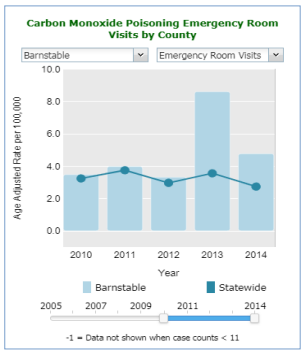 Carbon Monoxide Poisoning Emergency Room
Visits by County
Barnstable
Emergency Room Visits
10.0
8.0
6.0
4.0
2.0
0.0
Age Adjusted Rate per 100,000
2010 2011 2012 2013 2014
Year
Barnstable Statewide
2005 2007 2009 2011 2014
-1 = Data not shown when case counts < 11